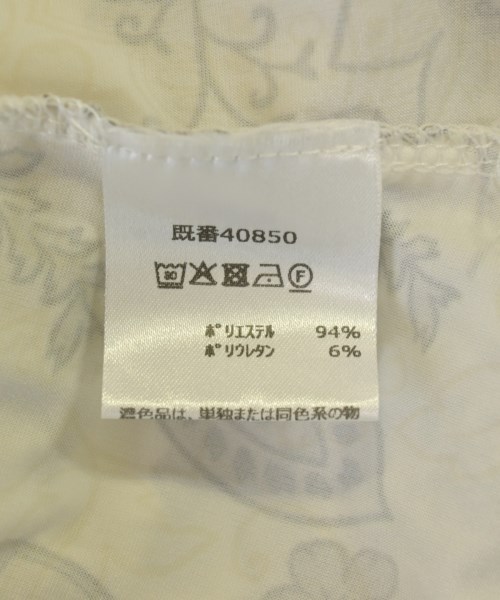 既番40850
Ⓕ
ポリエステル 94%
ポリウレタン 6%
濃色品は、単独または同色系の物